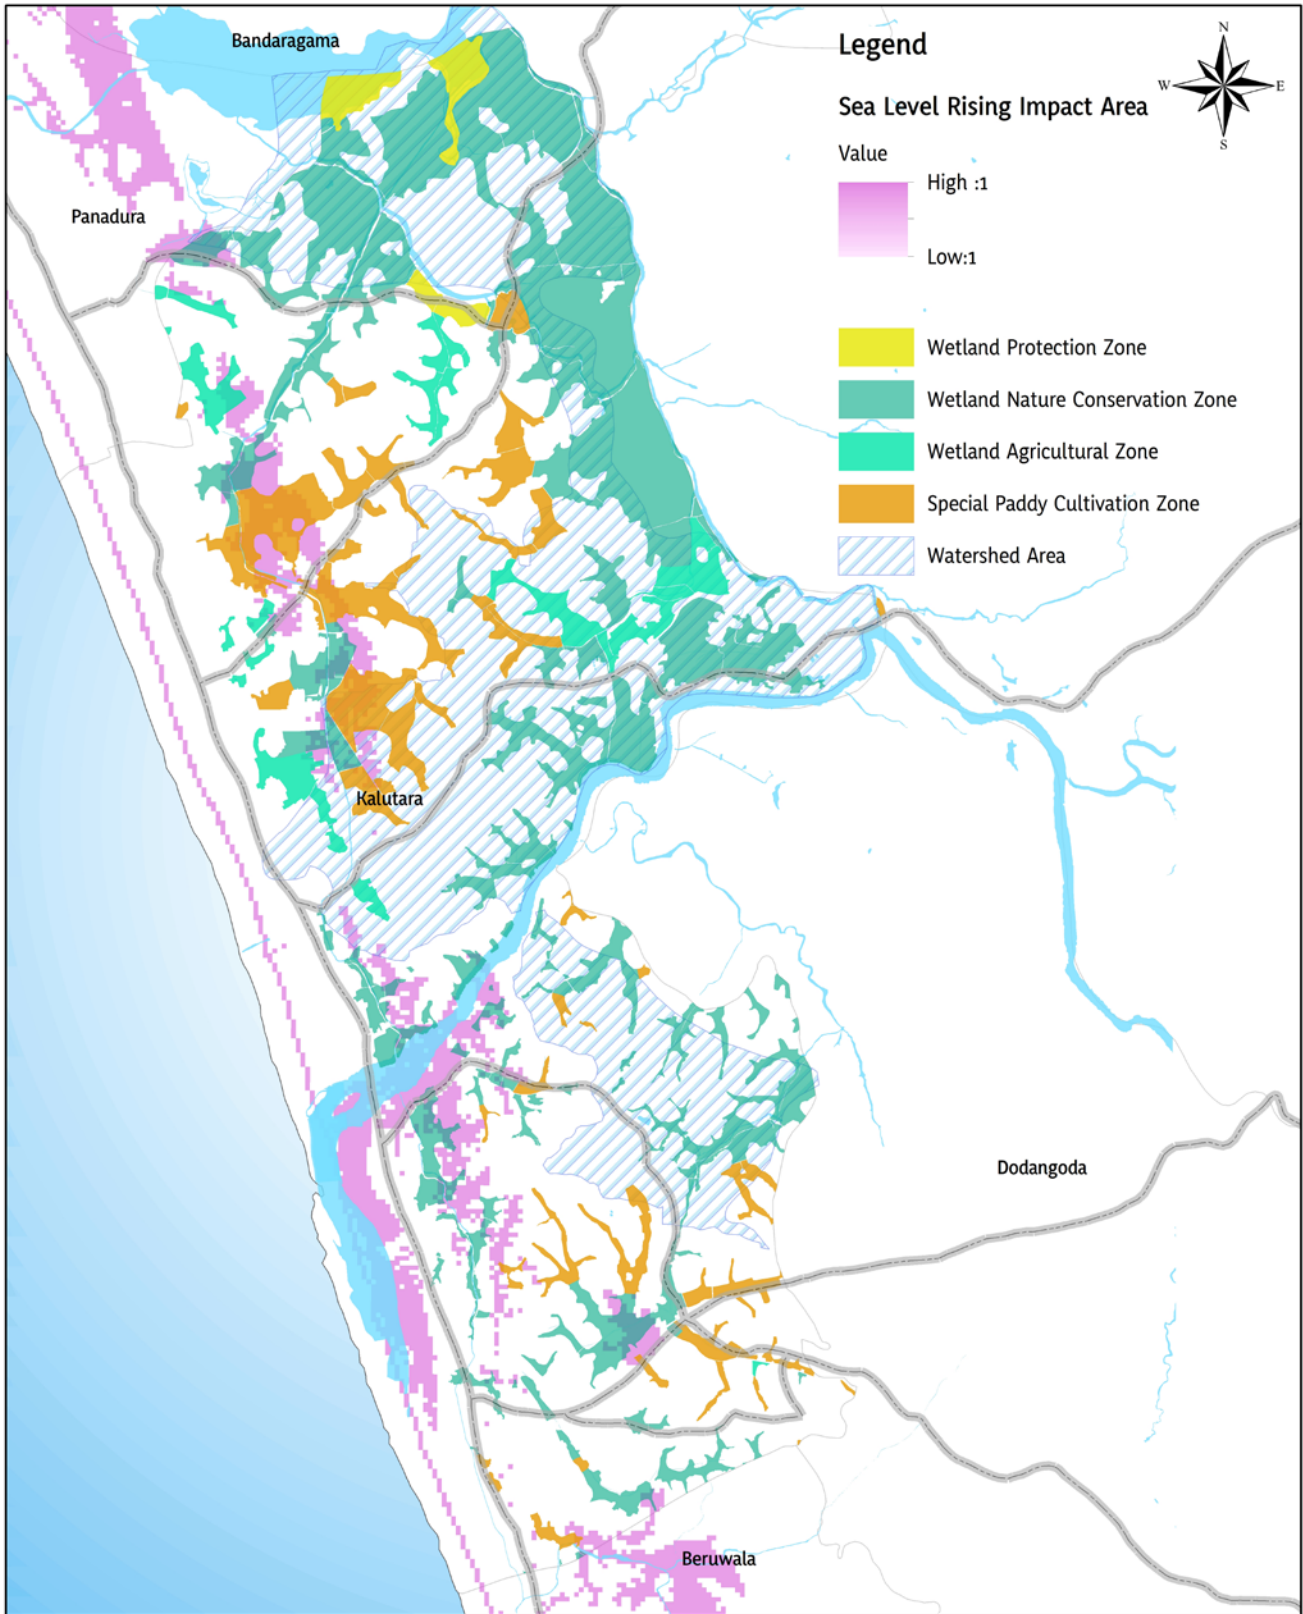 Bandaragama
Legend
N
W
E
S
Sea Level Rising Impact Area
Value
High :1
Low:1
Panadura
Wetland Protection Zone
Wetland Nature Conservation Zone
Wetland Agricultural Zone
Special Paddy Cultivation Zone
Watershed Area
Kalutara
Dodangoda
Beruwala